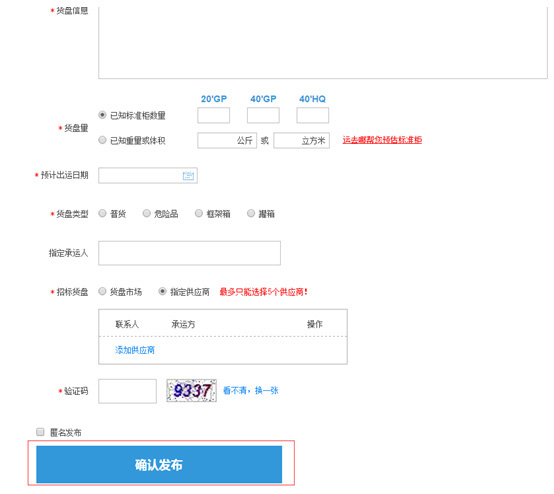 * 货盘信息
20'GP 40'GP 40'HQ
已知标准柜数量
* 货盘量
已知重量或体积 公斤 或 立方米 运去哪帮您预估标准柜
* 预计出运日期
* 货盘类型 普货 危险品 框架箱 罐箱
指定承运人
* 招标货盘 货盘市场 指定供应商 最多只能选择5个供应商!
联系人 承运方 操作
添加供应商
* 验证码 9337 看不清，换一张
匿名发布
确认发布